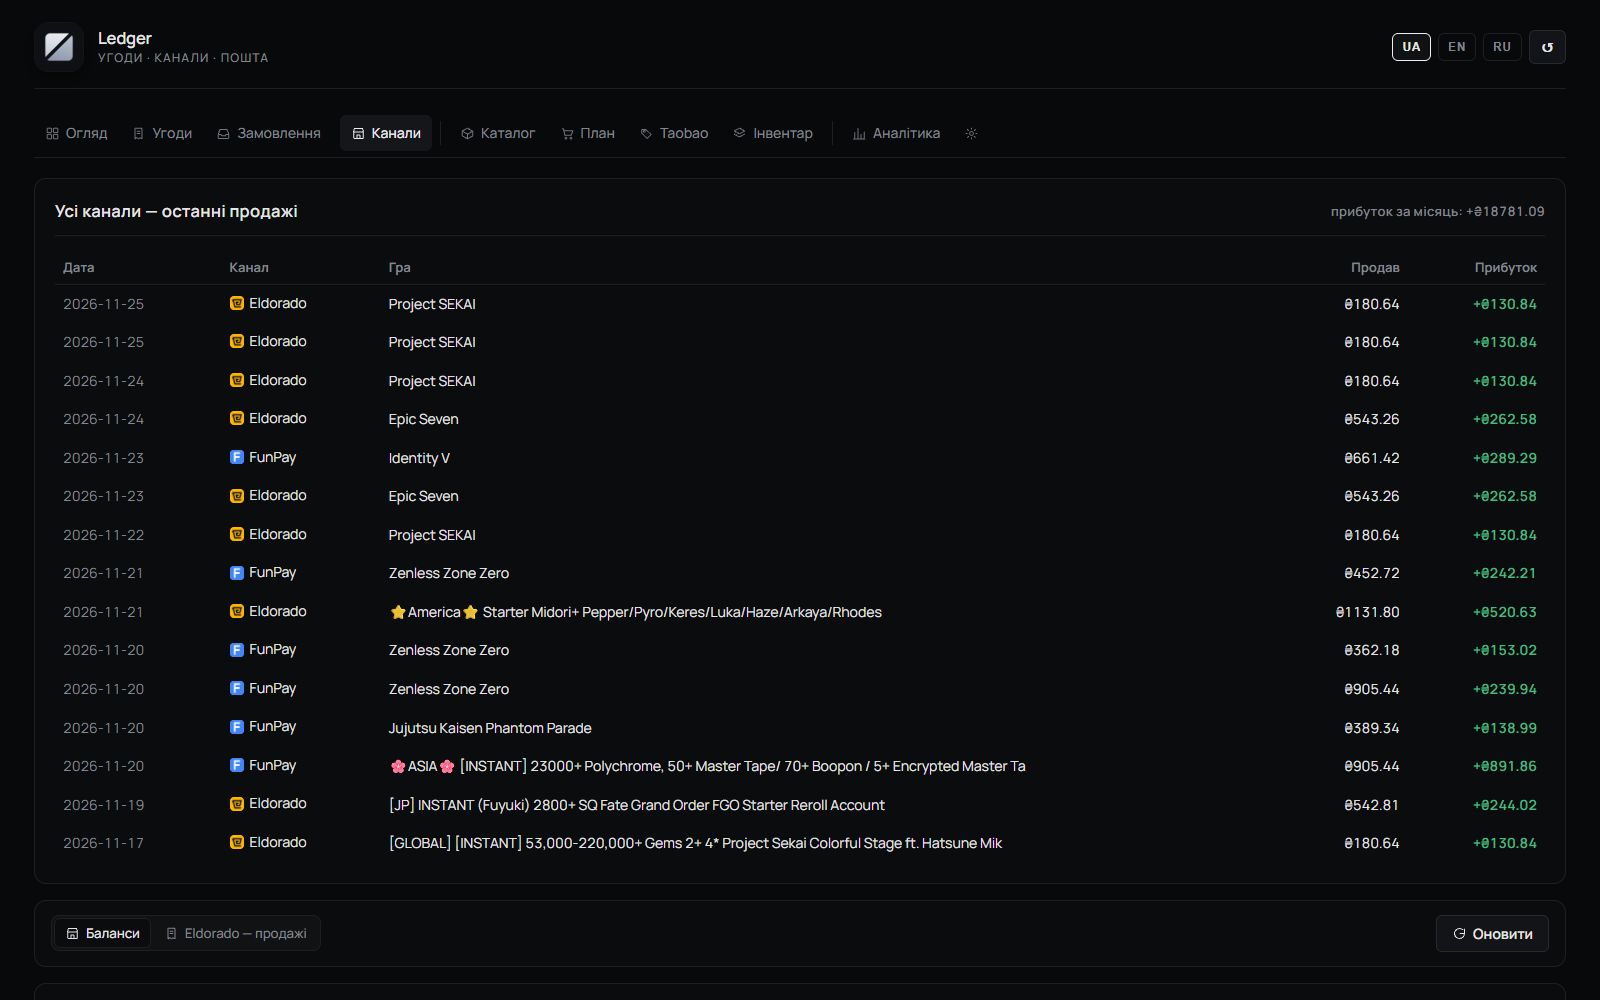 Ledger
УГОДИ · КАНАЛИ · ПОШТА
UA EN RU
Огляд Угоди Замовлення Канали Каталог План Taobao Інвентар Аналітика
Усі канали — останні продажі прибуток за місяць: +₴18781.09
Дата Канал Гра Продав Прибуток
2026-11-25 Eldorado Project SEKAI ₴180.64 +₴130.84
2026-11-25 Eldorado Project SEKAI ₴180.64 +₴130.84
2026-11-24 Eldorado Project SEKAI ₴180.64 +₴130.84
2026-11-24 Eldorado Epic Seven ₴543.26 +₴262.58
2026-11-23 F FunPay Identity V ₴661.42 +₴289.29
2026-11-23 Eldorado Epic Seven ₴543.26 +₴262.58
2026-11-22 Eldorado Project SEKAI ₴180.64 +₴130.84
2026-11-21 F FunPay Zenless Zone Zero ₴452.72 +₴242.21
2026-11-21 Eldorado ⭐America⭐ Starter Midori+ Pepper/Pyro/Keres/Luka/Haze/Arkaya/Rhodes ₴1131.80 +₴520.63
2026-11-20 F FunPay Zenless Zone Zero ₴362.18 +₴153.02
2026-11-20 F FunPay Zenless Zone Zero ₴905.44 +₴239.94
2026-11-20 F FunPay Jujutsu Kaisen Phantom Parade ₴389.34 +₴138.99
2026-11-20 F FunPay 🌸ASIA🌸 [INSTANT] 23000+ Polychrome, 50+ Master Tape/ 70+ Boopon / 5+ Encrypted Master Ta ₴905.44 +₴891.86
2026-11-19 Eldorado [JP] INSTANT (Fuyuki) 2800+ SQ Fate Grand Order FGO Starter Reroll Account ₴542.81 +₴244.02
2026-11-17 Eldorado [GLOBAL] [INSTANT] 53,000-220,000+ Gems 2+ 4* Project Sekai Colorful Stage ft. Hatsune Mik ₴180.64 +₴130.84
Баланси Eldorado — продажі Оновити